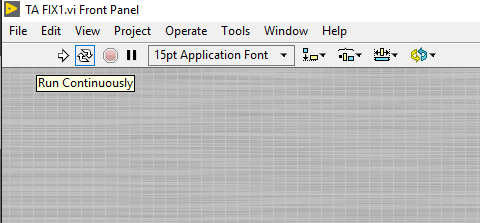 TA FIX1.vi Front Panel
File Edit View Project Operate Tools Window Help
15pt Application Font
Run Continuously